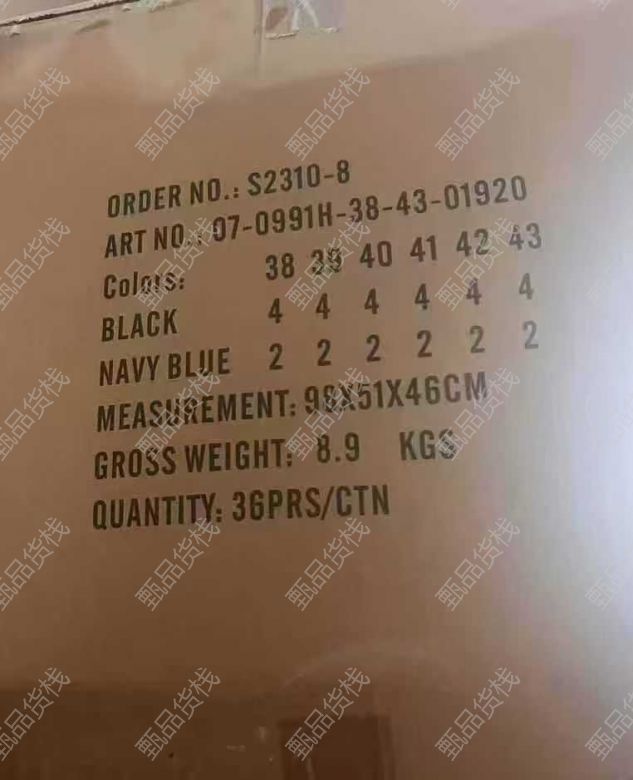 ORDER NO.: S2310-8
ART NO.: 07-0991H-38-43-01920
Colors: 38 39 40 41 42 43
BLACK 4 4 4 4 4 4
NAVY BLUE 2 2 2 2 2 2
MEASUREMENT: 98X51X46CM
GROSS WEIGHT: 8.9 KGS
QUANTITY: 36PRS/CTN
甄品货栈